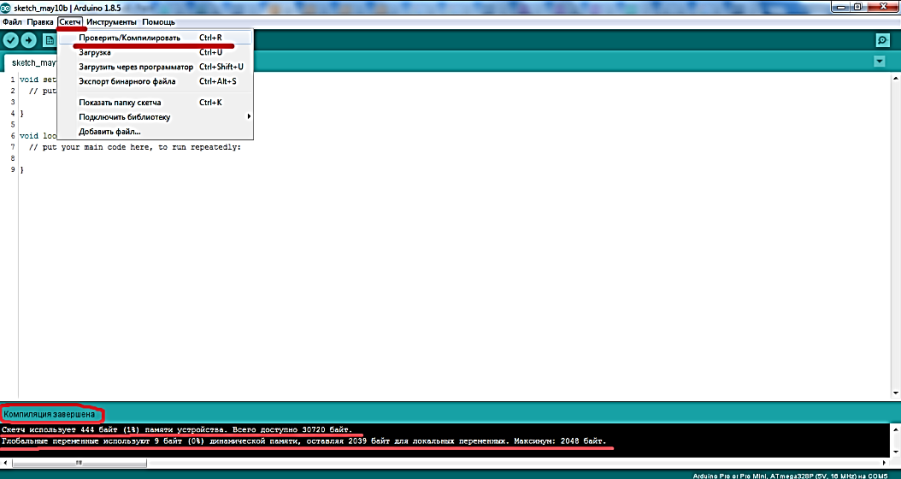 sketch_may10b | Arduino 1.8.5
Файл Правка Скетч Инструменты Помощь
Проверить/Компилировать Ctrl+R
Загрузка Ctrl+U
Загрузить через программатор Ctrl+Shift+U
Экспорт бинарного файла Ctrl+Alt+S
Показать папку скетча Ctrl+K
Подключить библиотеку
Добавить файл...
sketch_may
1 void set
2 // put
3
4 }
5
6 void loo
7 // put your main code here, to run repeatedly:
8
9 }
Компиляция завершена
Скетч использует 444 байт (1%) памяти устройства. Всего доступно 30720 байт.
Глобальные переменные используют 9 байт (0%) динамической памяти, оставляя 2039 байт для локальных переменных. Максимум: 2048 байт.
Arduino Pro or Pro Mini, ATmega328P (5V, 16 MHz) на COM5